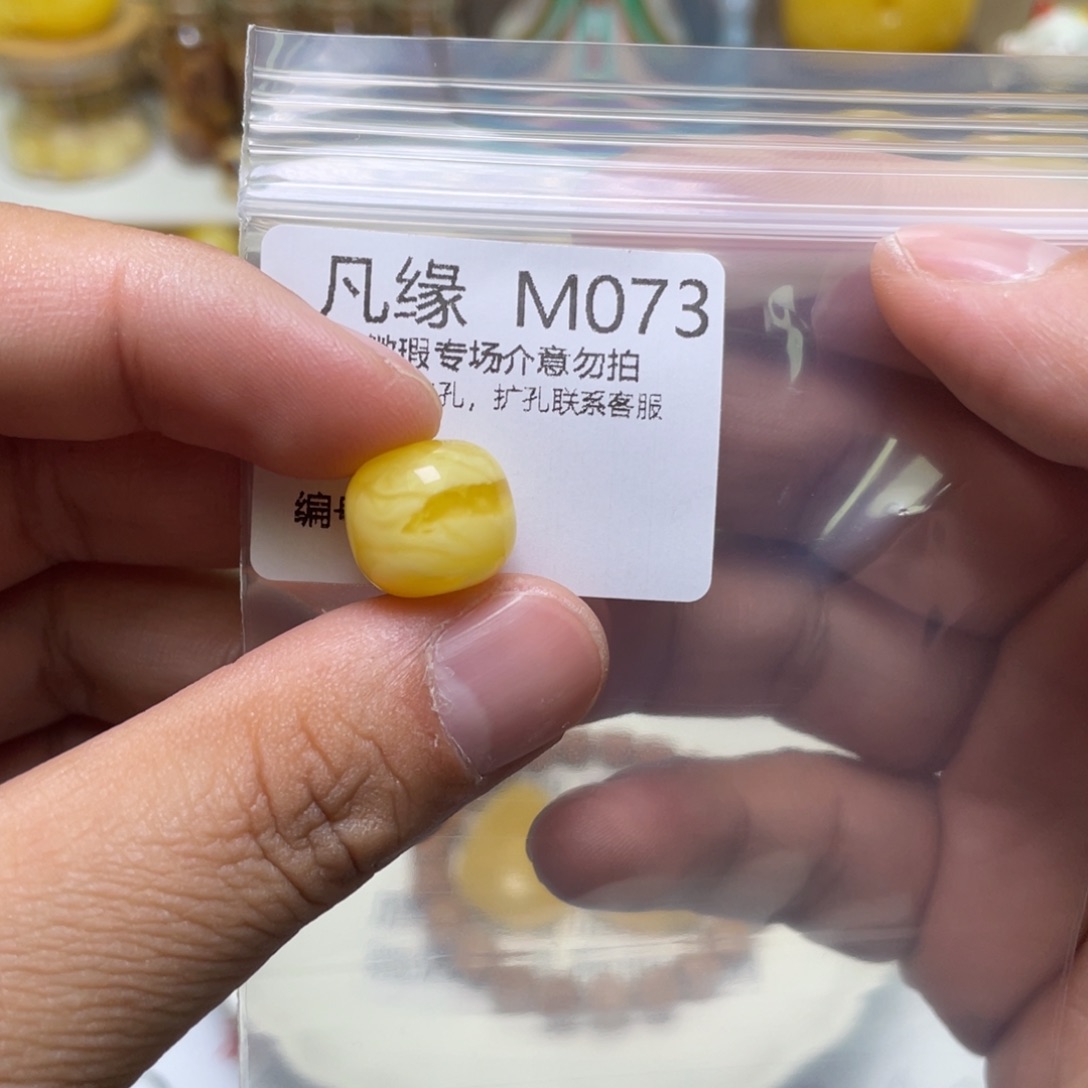 凡缘 M073
瑕专场介意勿拍
孔，扩孔联系客服
编